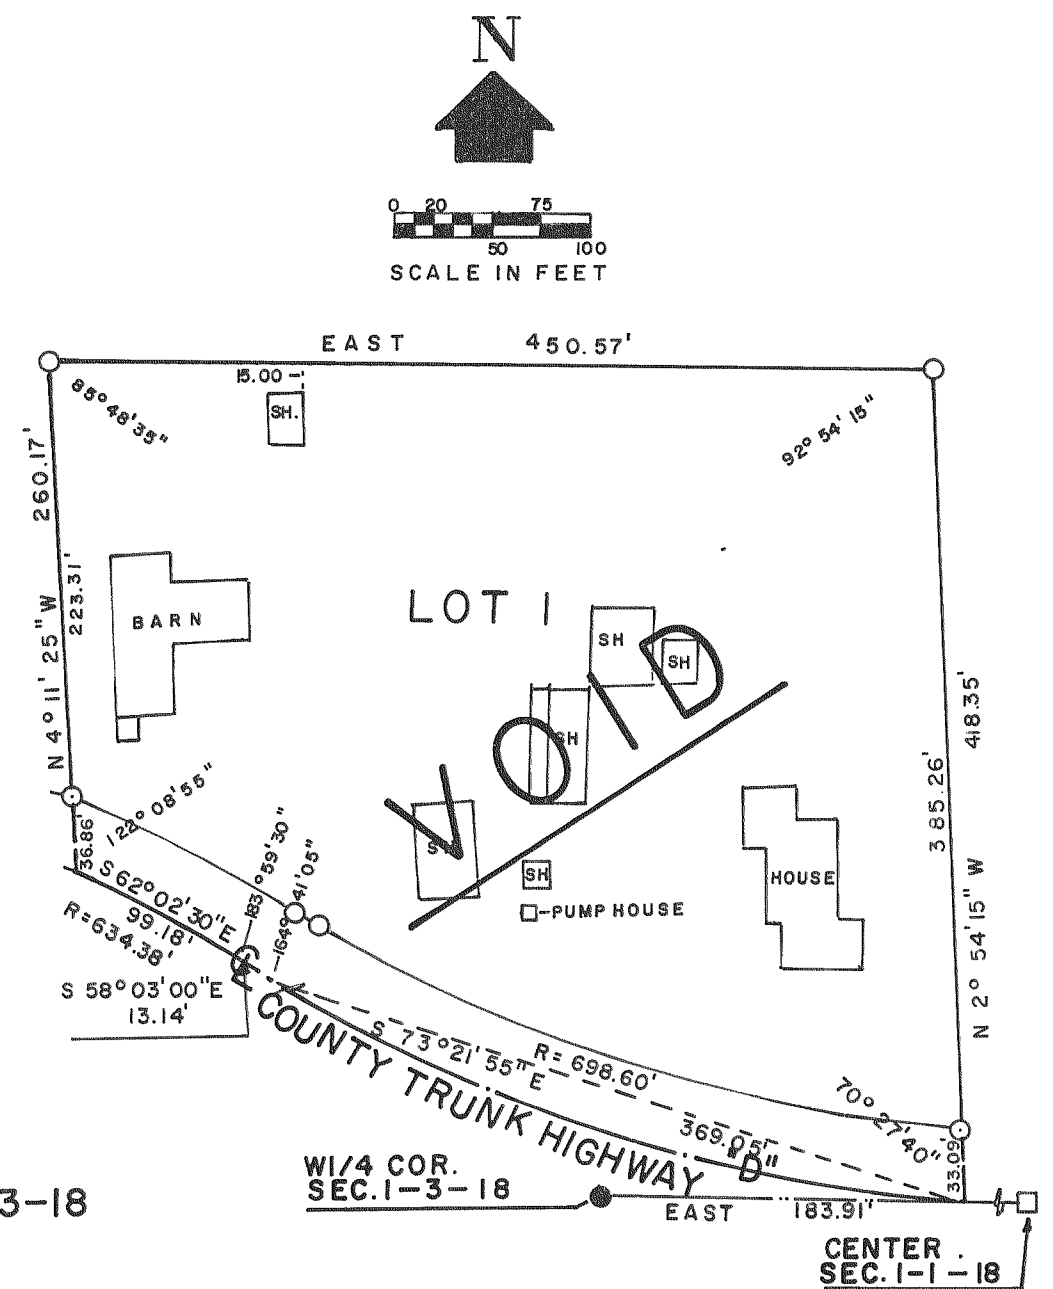 N
0 20 75
50 100
SCALE IN FEET
EAST 450.57'
15.00
85°48'35"
SH.
92° 54' 15"
260.17'
223.31'
N 4° 11' 25" W
BARN
LOT 1
SH
SH
SH
VOID
418.35'
385.26'
N 2° 54' 15" W
122° 08' 55"
36.86'
183°59'30"
164° 41'05"
SH
HOUSE
PUMP HOUSE
S 62° 02' 30" E
99.18'
R=634.38'
S 58° 03' 00" E
13.14'
S 73° 21' 55" E
R= 698.60'
70° 27' 40"
369.05'
33.09'
COUNTY TRUNK HIGHWAY "D"
W1/4 COR.
SEC. 1-3-18
3-18
EAST 183.91'
CENTER .
SEC. 1-1-18